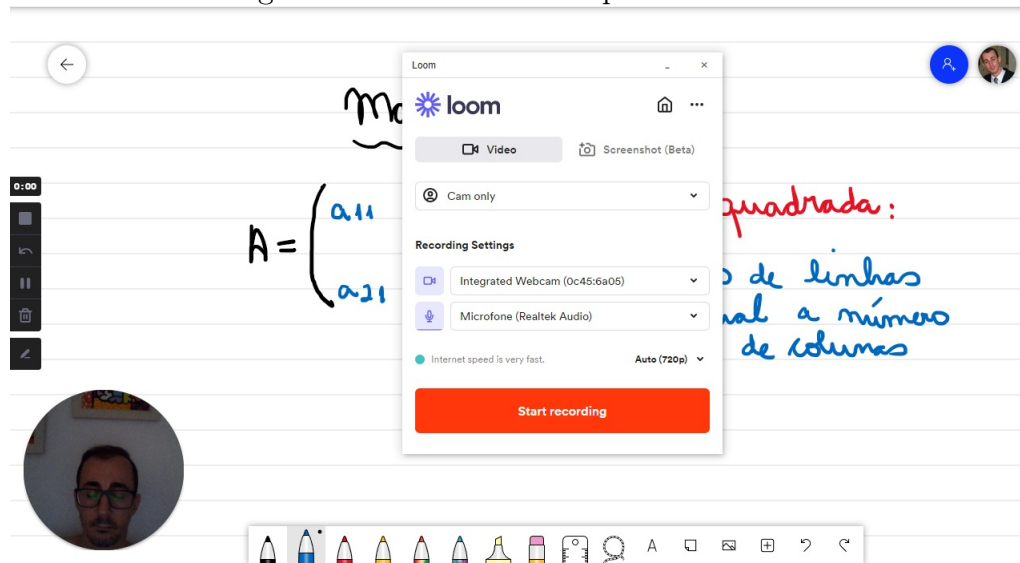 Loom
loom
Video
Screenshot (Beta)
0:00
Cam only
a11
quadrada:
A =
Recording Settings
Integrated Webcam (0c45:6a05)
de linhas
a21
Microfone (Realtek Audio)
a número
Internet speed is very fast.
Auto (720p)
de colunas
Start recording
A